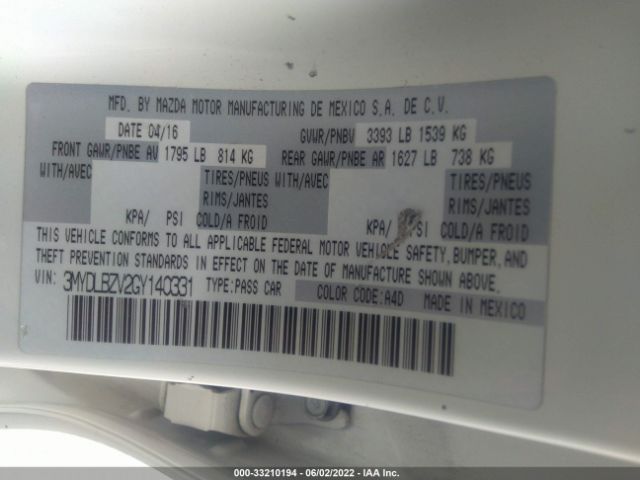 MFD. BY MAZDA MOTOR MANUFACTURING DE MEXICO S.A. DE C.V.
DATE 04/16 GVWR/PNBV 3393 LB 1539 KG
FRONT GAWR/PNBE AV 1795 LB 814 KG REAR GAWR/PNBE AR 1627 LB 738 KG
WITH/AVEC TIRES/PNEUS WITH/AVEC TIRES/PNEUS
RIMS/JANTES RIMS/JANTES
KPA/ PSI COLD/A FROID KPA/ PSI COLD/A FROID
THIS VEHICLE CONFORMS TO ALL APPLICABLE FEDERAL MOTOR VEHICLE SAFETY, BUMPER, AND
THEFT PREVENTION STANDARDS IN EFFECT ON THE DATE OF MANUFACTURE SHOWN ABOVE.
VIN: 3MYDLBZV2GY140331 TYPE:PASS CAR COLOR CODE:A4D MADE IN MEXICO
000-33210194 - 06/02/2022 - IAA Inc.